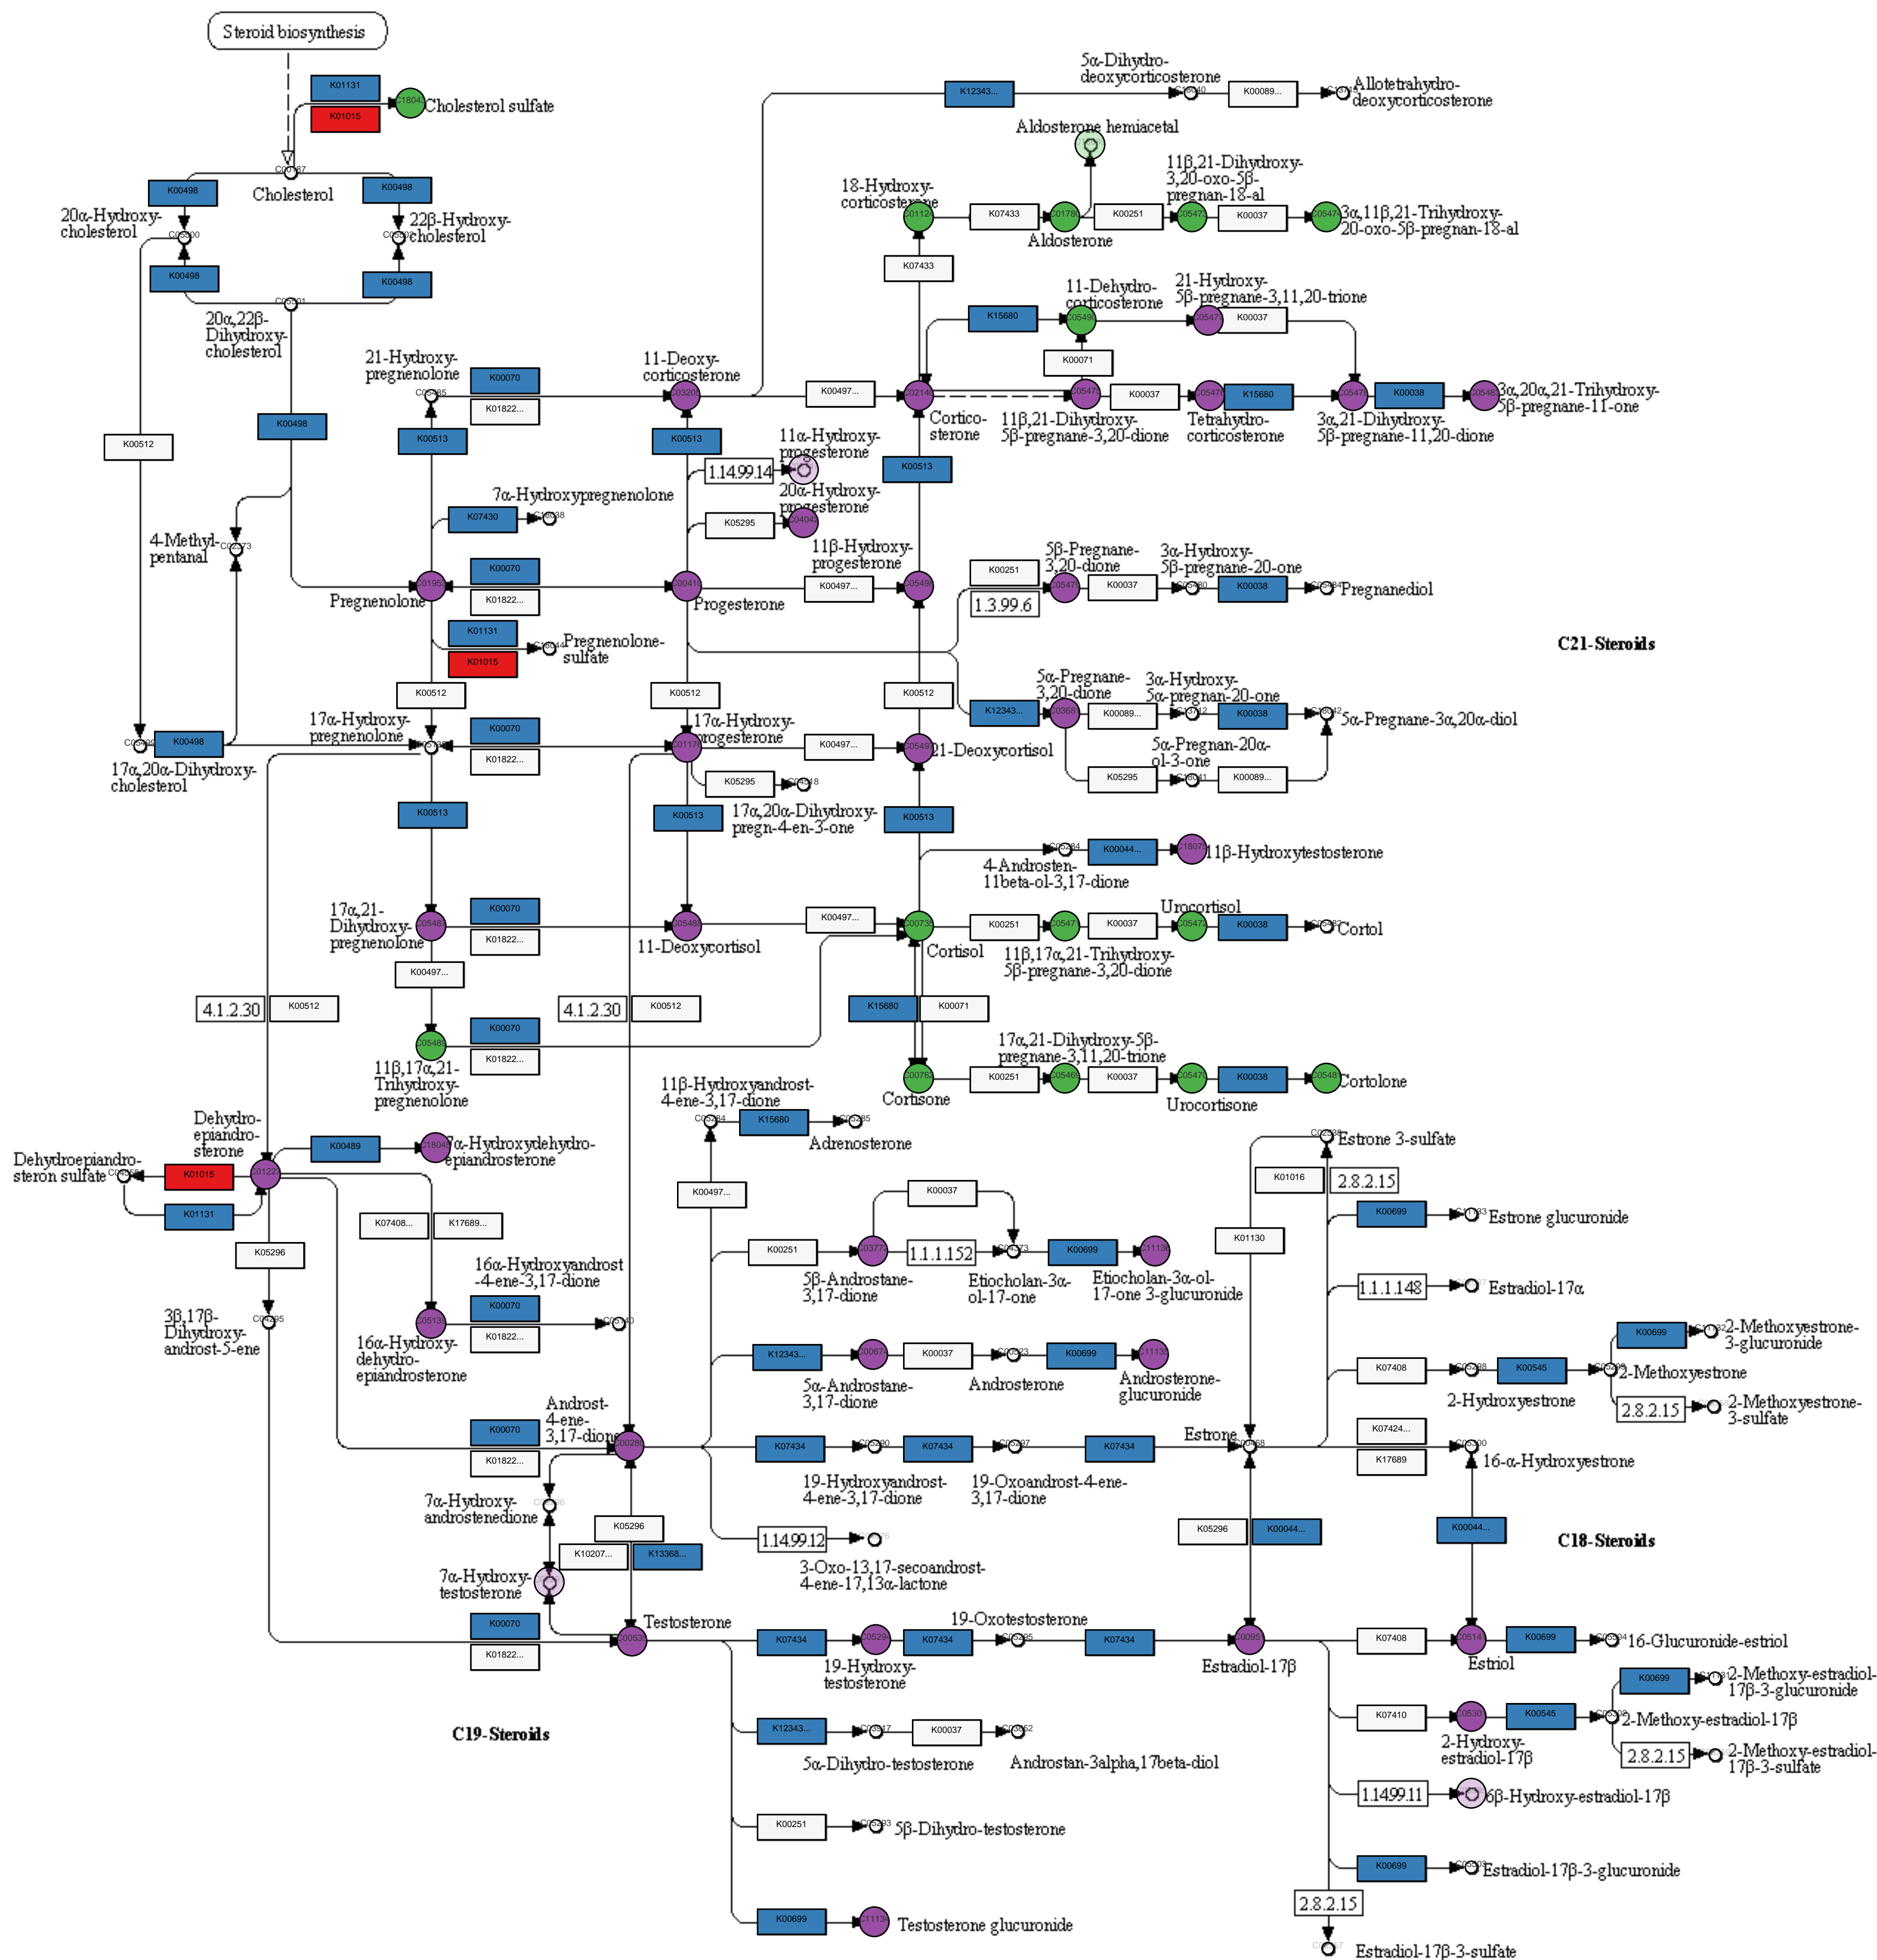 Steroid biosynthesis
K01131
K01015
Cholesterol sulfate
Cholesterol
K00498
K00498
20α-Hydroxy-
cholesterol
22β-Hydroxy-
cholesterol
K00498
K00498
20α,22β-
Dihydroxy-
cholesterol
K00512
K00498
4-Methyl-
pentanal
K00498
17α,20α-Dihydroxy-
cholesterol
5α-Dihydro-
deoxycorticosterone
K12343...
K00089...
Allotetrahydro-
deoxycorticosterone
Aldosterone hemiacetal
18-Hydroxy-
corticosterone
K07433
Aldosterone
K00251
11β,21-Dihydroxy-
3,20-oxo-5β-
pregnan-18-al
K00037
3α,11β,21-Trihydroxy-
20-oxo-5β-pregnan-18-al
K07433
11-Dehydro-
corticosterone
21-Hydroxy-
5β-pregnane-3,11,20-trione
K15680
K00037
K00071
21-Hydroxy-
pregnenolone
K00070
K01822...
11-Deoxy-
corticosterone
K00497...
Cortico-
sterone
11β,21-Dihydroxy-
5β-pregnane-3,20-dione
K00037
Tetrahydro-
corticosterone
K15680
3α,21-Dihydroxy-
5β-pregnane-11,20-dione
K00038
3α,20α,21-Trihydroxy-
5β-pregnane-11-one
K00513
K00513
K00513
11α-Hydroxy-
progesterone
1.14.99.14
7α-Hydroxypregnenolone
K07430
20α-Hydroxy-
progesterone
K05295
Pregnenolone
K00070
K01822...
Progesterone
K00497...
11β-Hydroxy-
progesterone
K00251
1.3.99.6
5β-Pregnane-
3,20-dione
K00037
3α-Hydroxy-
5β-pregnane-20-one
K00038
Pregnanediol
K01131
K01015
Pregnenolone-
sulfate
C21-Steroids
K00512
K00512
K00512
K12343...
5α-Pregnane-
3,20-dione
K00089...
3α-Hydroxy-
5α-pregnan-20-one
K00038
5α-Pregnane-3α,20α-diol
17α-Hydroxy-
pregnenolone
K00070
K01822...
17α-Hydroxy-
progesterone
K00497...
21-Deoxycortisol
K05295
5α-Pregnan-20α-
ol-3-one
K00089...
K05295
17α,20α-Dihydroxy-
pregn-4-en-3-one
K00513
K00513
K00513
4-Androsten-
11beta-ol-3,17-dione
K00044...
11β-Hydroxytestosterone
17α,21-
Dihydroxy-
pregnenolone
K00070
K01822...
11-Deoxycortisol
K00497...
Cortisol
K00251
11β,17α,21-Trihydroxy-
5β-pregnane-3,20-dione
K00037
Urocortisol
K00038
Cortol
K00497...
4.1.2.30
K00512
4.1.2.30
K00512
K15680
K00071
K00070
K01822...
11β,17α,21-
Trihydroxy-
pregnenolone
Cortisone
K00251
17α,21-Dihydroxy-5β-
pregnane-3,11,20-trione
K00037
Urocortisone
K00038
Cortolone
11β-Hydroxyandrost-
4-ene-3,17-dione
K15680
Adrenosterone
Dehydro-
epiandro-
sterone
K00489
7α-Hydroxydehydro-
epiandrosterone
Dehydroepiandro-
steron sulfate
K01015
K01131
K05296
K07408...
K17689...
K00497...
K00037
K00251
5β-Androstane-
3,17-dione
1.1.1.152
Etiocholan-3α-
ol-17-one
K00699
Etiocholan-3α-ol-
17-one 3-glucuronide
Estrone 3-sulfate
K01016
2.8.2.15
K01130
K00699
Estrone glucuronide
1.1.1.148
Estradiol-17α
3β,17β-
Dihydroxy-
androst-5-ene
16α-Hydroxyandrost
-4-ene-3,17-dione
K00070
K01822...
16α-Hydroxy-
dehydro-
epiandrosterone
K12343...
5α-Androstane-
3,17-dione
K00037
Androsterone
K00699
Androsterone-
glucuronide
K07408
2-Hydroxyestrone
K00545
2-Methoxyestrone
K00699
2-Methoxyestrone-
3-glucuronide
2.8.2.15
2-Methoxyestrone-
3-sulfate
Androst-
4-ene-
3,17-dione
K00070
K01822...
K07434
19-Hydroxyandrost-
4-ene-3,17-dione
K07434
19-Oxoandrost-4-ene-
3,17-dione
K07434
Estrone
K07424...
K17689
16-α-Hydroxyestrone
7α-Hydroxy-
androstenedione
K05296
K10207...
K13368...
1.14.99.12
3-Oxo-13,17-secoandrost-
4-ene-17,13α-lactone
K05296
K00044...
K00044...
C18-Steroids
7α-Hydroxy-
testosterone
K00070
K01822...
Testosterone
K07434
19-Hydroxy-
testosterone
K07434
19-Oxotestosterone
K07434
Estradiol-17β
K07408
Estriol
K00699
16-Glucuronide-estriol
K07410
2-Hydroxy-
estradiol-17β
K00545
2-Methoxy-estradiol-17β
K00699
2-Methoxy-estradiol-
17β-3-glucuronide
2.8.2.15
2-Methoxy-estradiol-
17β-3-sulfate
C19-Steroids
K12343...
5α-Dihydro-testosterone
K00037
Androstan-3alpha,17beta-diol
1.14.99.11
6β-Hydroxy-estradiol-17β
K00251
5β-Dihydro-testosterone
K00699
Estradiol-17β-3-glucuronide
K00699
Testosterone glucuronide
2.8.2.15
Estradiol-17β-3-sulfate